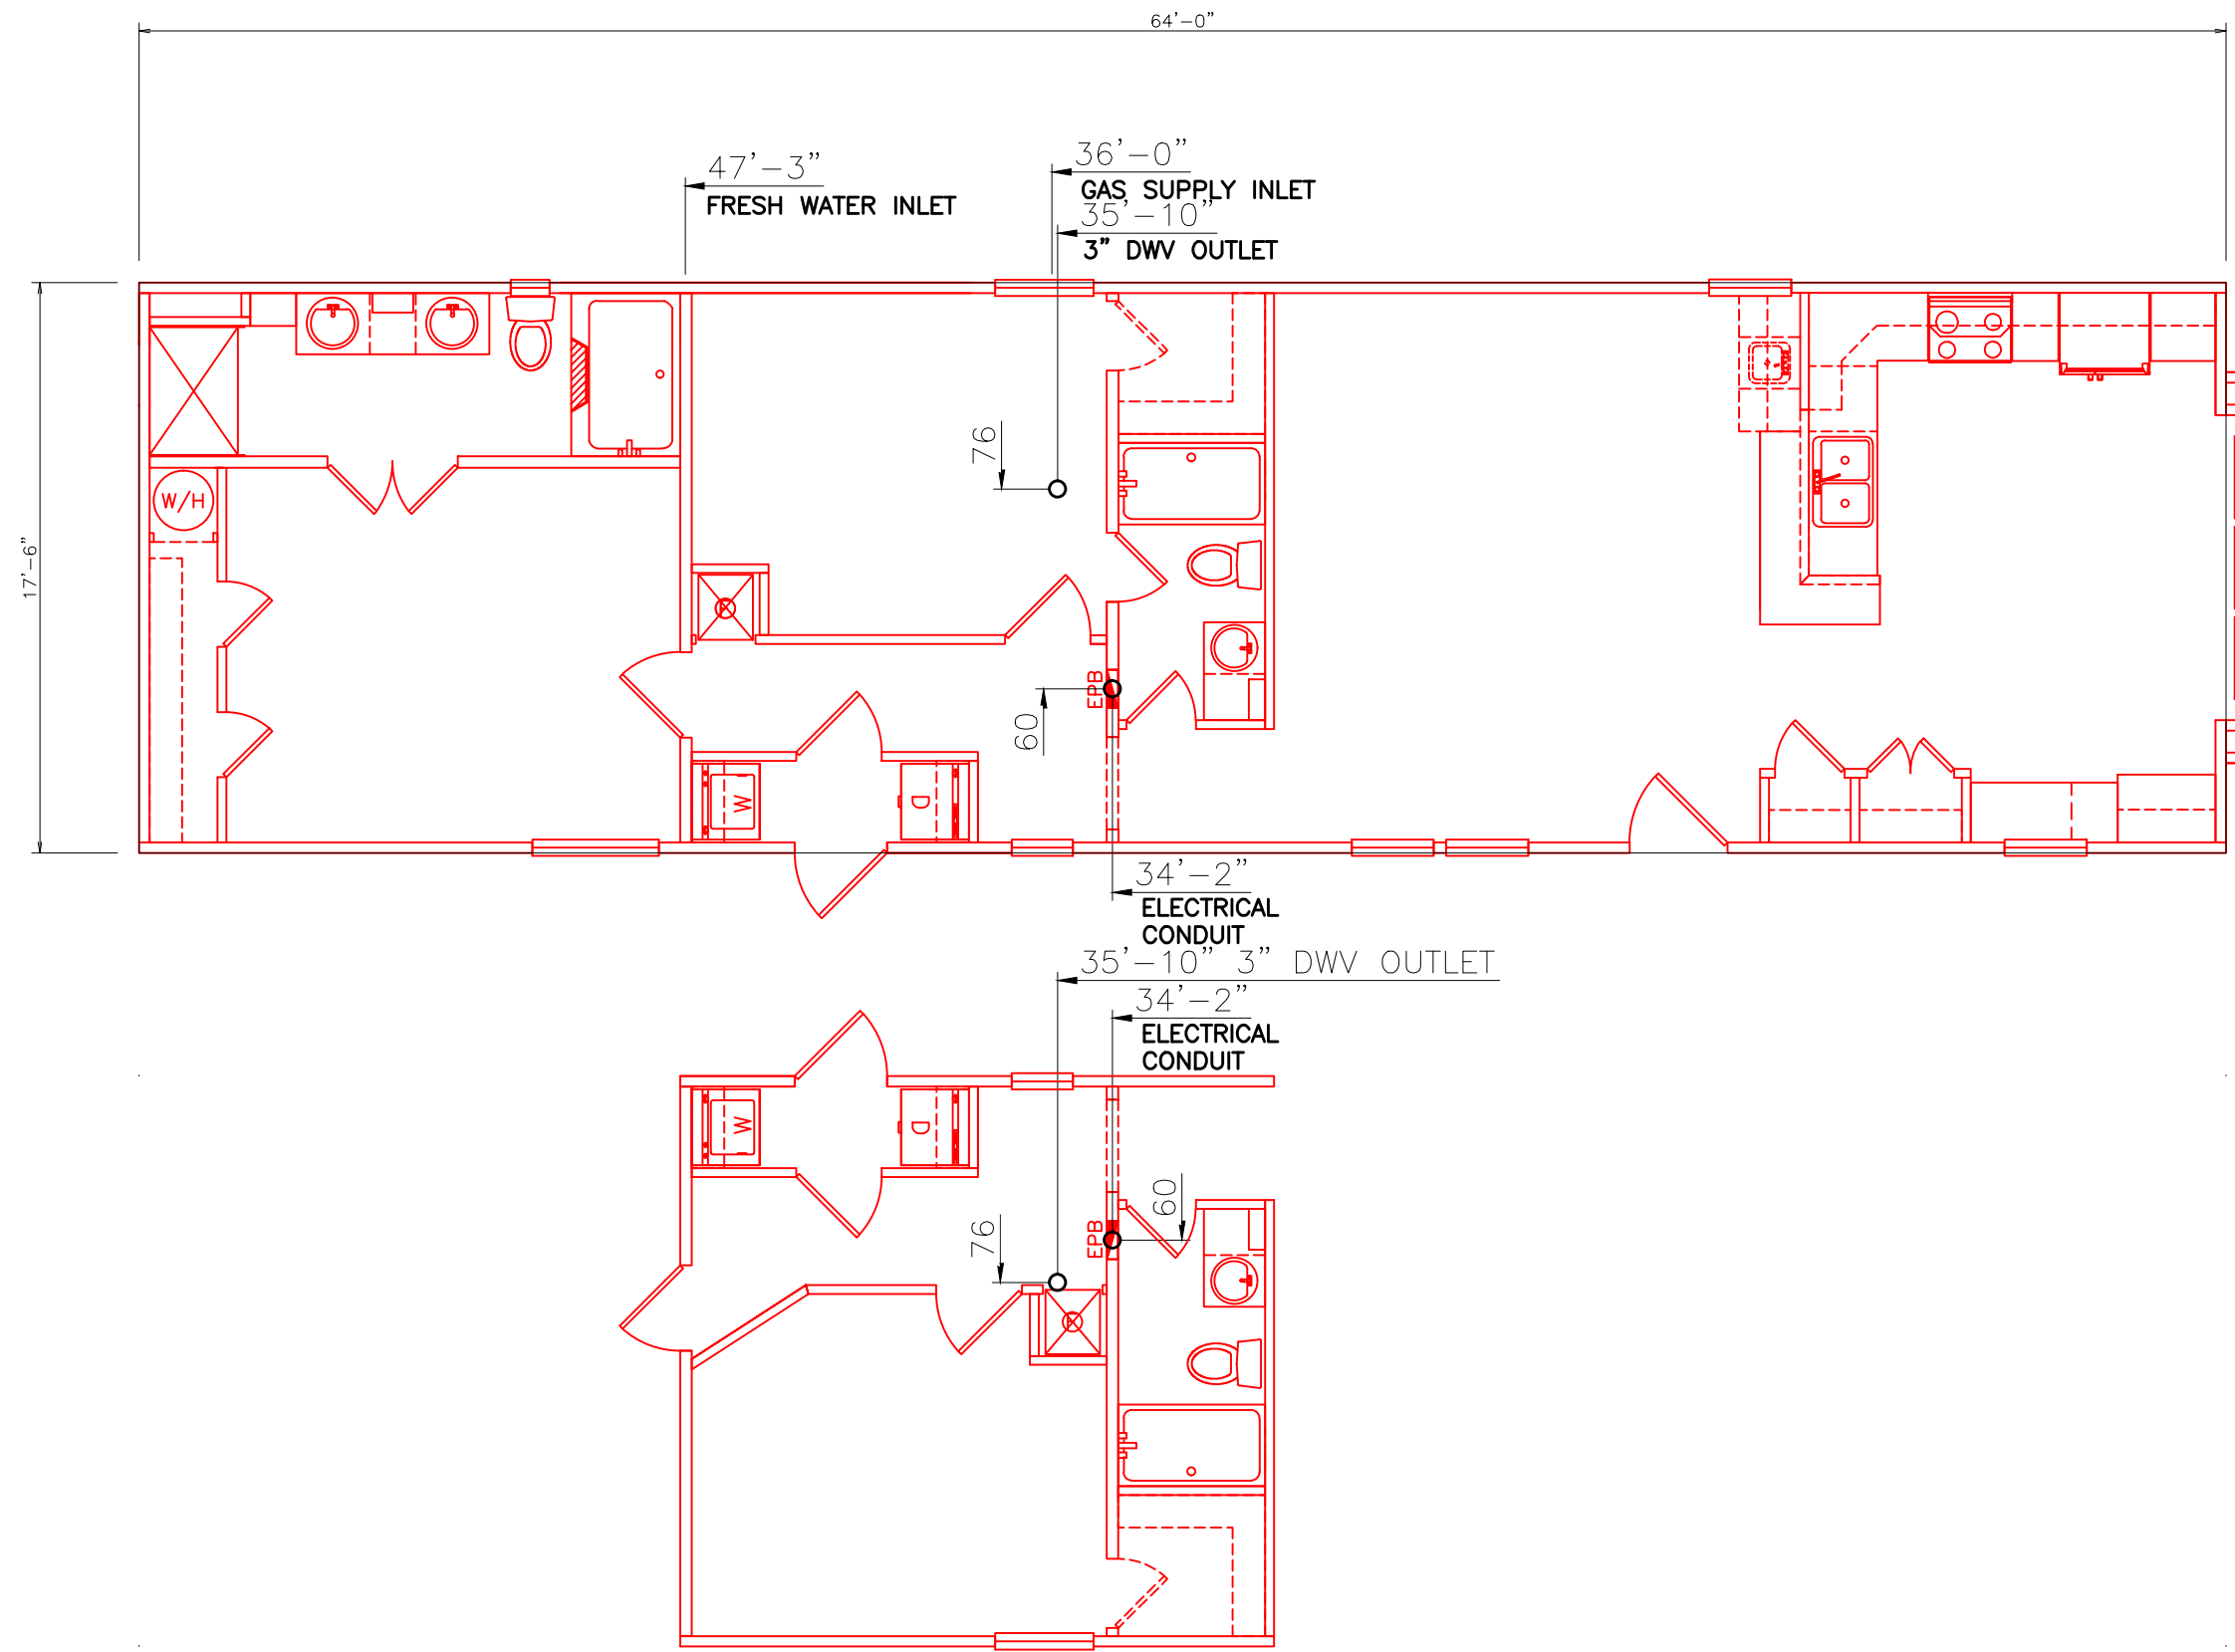 64'-0"
47'-3"
FRESH WATER INLET
36'-0"
GAS SUPPLY INLET
35'-10"
3" DWV OUTLET
17'-6"
W/H
76
F
EPB
60
W
D
34'-2"
ELECTRICAL
CONDUIT
35'-10" 3" DWV OUTLET
34'-2"
ELECTRICAL
CONDUIT
W
D
60
EPB
76
F